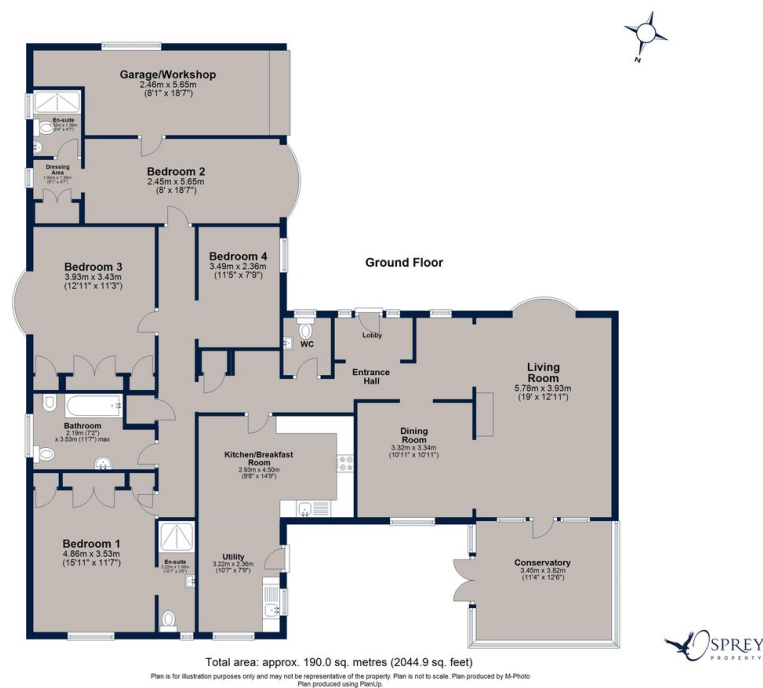 N
Garage/Workshop
2.46m x 5.65m
(8'1" x 18'7")
En-suite
Dressing
Area
Bedroom 2
2.45m x 5.65m
(8' x 18'7")
Bedroom 3
3.93m x 3.43m
(12'11" x 11'3")
Bedroom 4
3.49m x 2.36m
(11'5" x 7'9")
Ground Floor
WC
Lobby
Entrance
Hall
Living
Room
5.78m x 3.93m
(19' x 12'11")
Bathroom
2.19m (7'2")
x 3.53m (11'7") max
Kitchen/Breakfast
Room
2.93m x 4.50m
(9'8" x 14'9")
Dining
Room
3.32m x 3.34m
(10'11" x 10'11")
Bedroom 1
4.86m x 3.53m
(15'11" x 11'7")
En-suite
Utility
3.22m x 2.36m
(10'7" x 7'9")
Conservatory
3.45m x 3.82m
(11'4" x 12'6")
Total area: approx. 190.0 sq. metres (2044.9 sq. feet)
Plan is for illustration purposes only and may not be representative of the property. Plan is not to scale. Plan produced by M-Photo
Plan produced using PlanUp.
OSPREY
PROPERTY